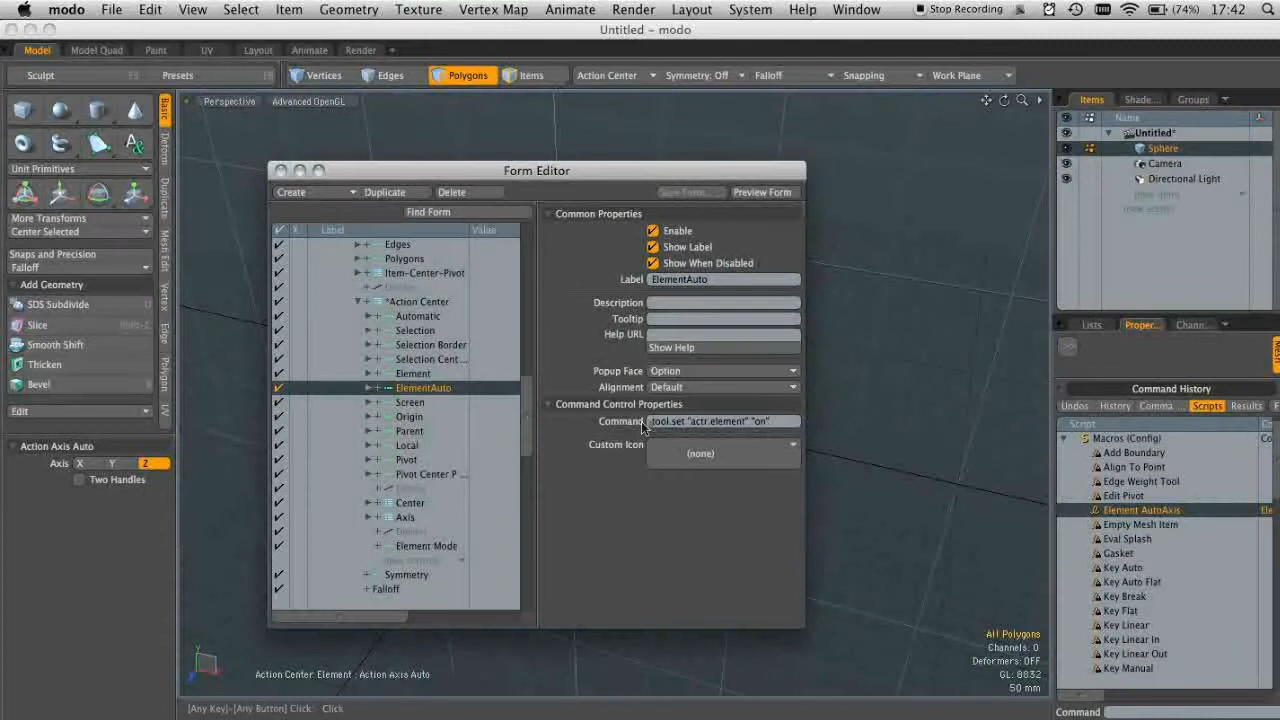 modo File Edit View Select Item Geometry Texture Vertex Map Animate Render Layout System Help Window Stop Recording (74%) 17:42
Untitled - modo
Model Model Quad Paint UV Layout Animate Render
Sculpt Presets Vertices Edges Polygons Items Action Center Symmetry: Off Falloff Snapping Work Plane
Perspective Advanced OpenGL
Items Shade... Groups
Name
Untitled*
Sphere
Camera
Directional Light
Basic
Deform
Duplicate
Mesh Edit
Vertex
Edge
Polygon
UV
Unit Primitives
More Transforms
Center Selected
Snaps and Precision
Falloff
Add Geometry
SDS Subdivide
Slice
Smooth Shift
Thicken
Bevel
Edit
Action Axis Auto
Axis X Y Z
Two Handles
Form Editor
Create Duplicate Delete Preview Form
Find Form
Label Value
Edges
Polygons
Item-Center-Pivot
*Action Center
Automatic
Selection
Selection Border
Selection Cent ...
Element
ElementAuto
Screen
Origin
Parent
Local
Pivot
Pivot Center P ...
Center
Axis
Element Mode
Symmetry
Falloff
Common Properties
Enable
Show Label
Show When Disabled
Label ElementAuto
Description
Tooltip
Help URL
Show Help
Popup Face Option
Alignment Default
Command Control Properties
Command tool.set "actr.element" "on"
Custom Icon (none)
Lists Proper... Chann...
Command History
Undos History Comma ... Scripts Results
Script
Macros (Config)
Add Boundary
Align To Point
Edge Weight Tool
Edit Pivot
Element AutoAxis Ele
Empty Mesh Item
Eval Splash
Gasket
Key Auto
Key Auto Flat
Key Break
Key Flat
Key Linear
Key Linear In
Key Linear Out
Key Manual
All Polygons
Channels: 0
Deformers: OFF
GL: 8832
50 mm
Action Center Element : Action Axis Auto
[Any Key]-[Any Button] Click: Click
Command